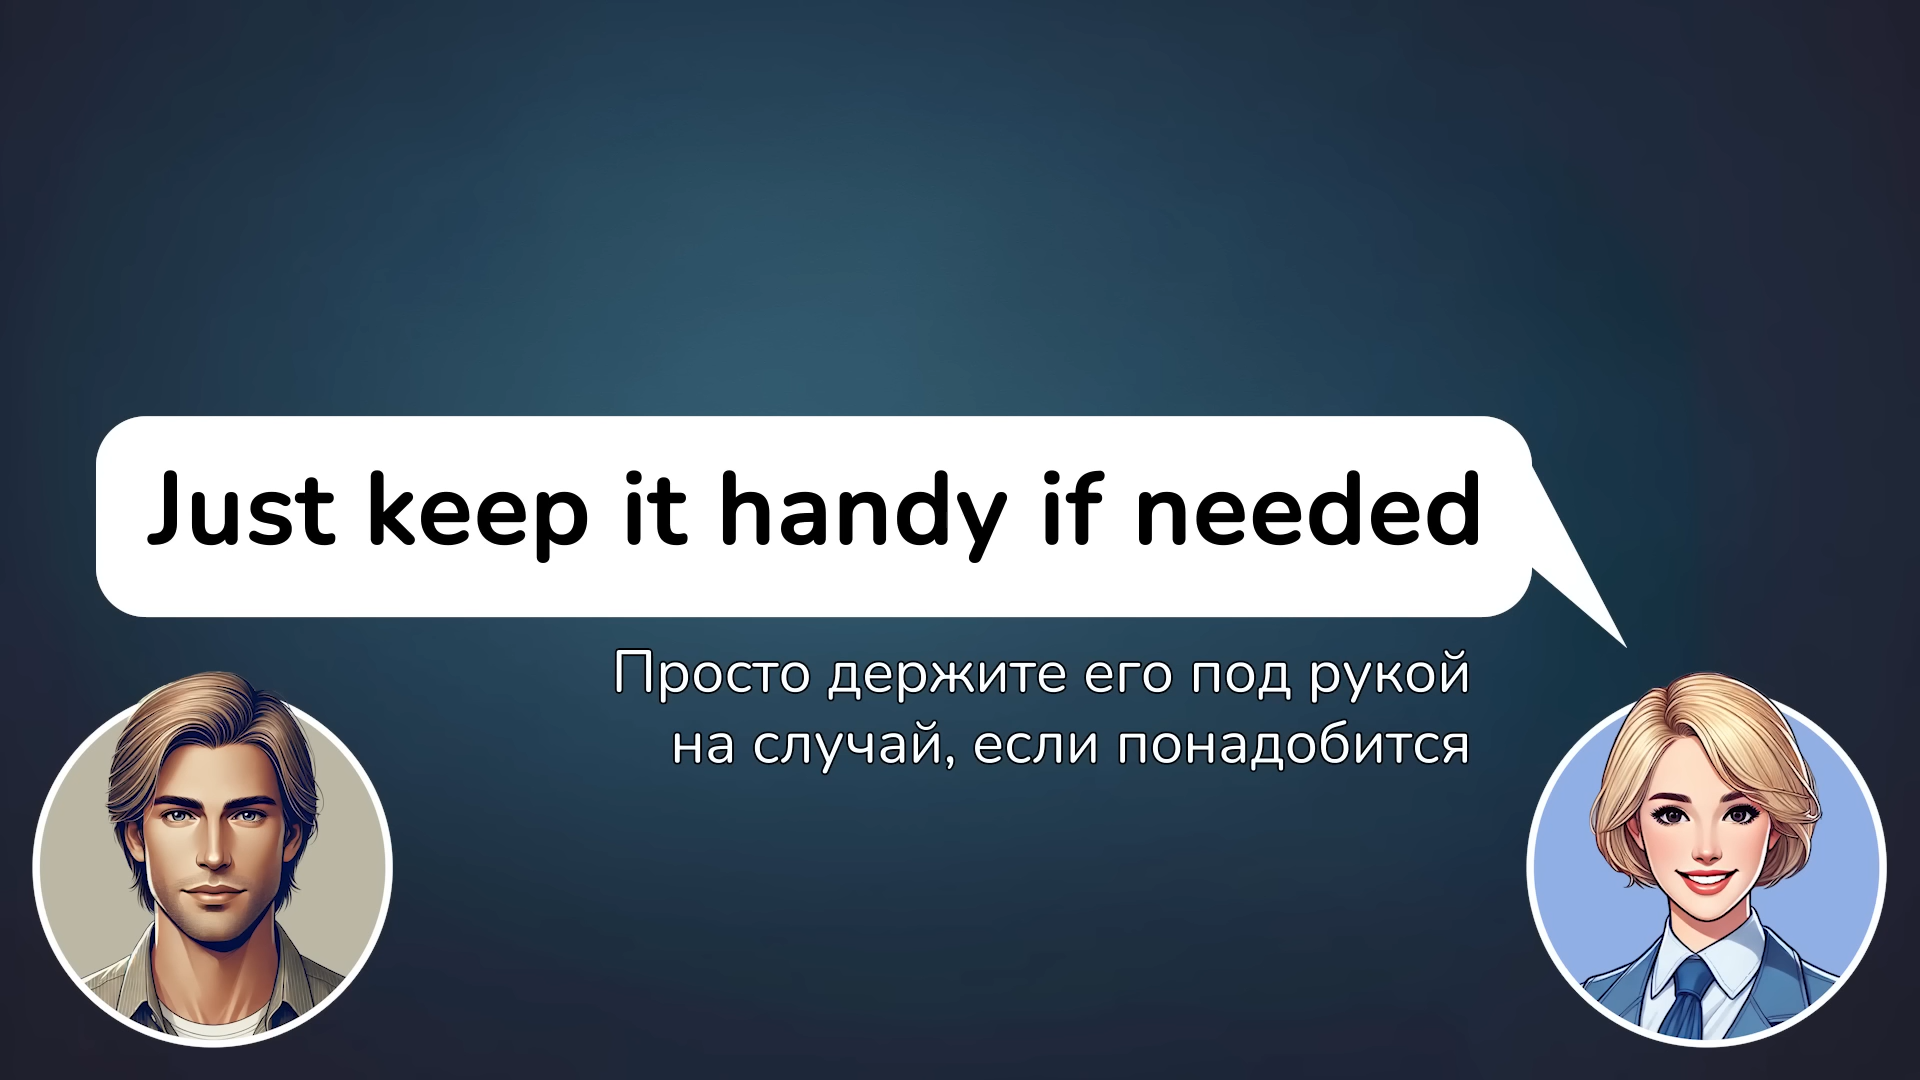 Just keep it handy if needed
Просто держите его под рукой
на случай, если понадобится